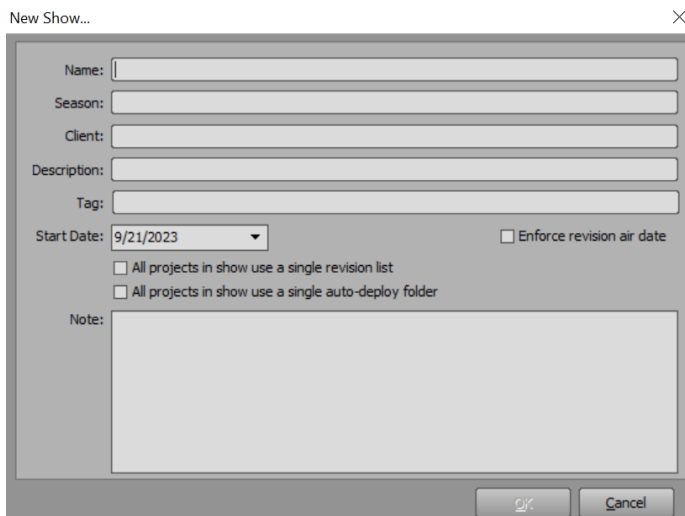 New Show...
Name:
Season:
Client:
Description:
Tag:
Start Date: 9/21/2023 Enforce revision air date
All projects in show use a single revision list
All projects in show use a single auto-deploy folder
Note:
OK Cancel